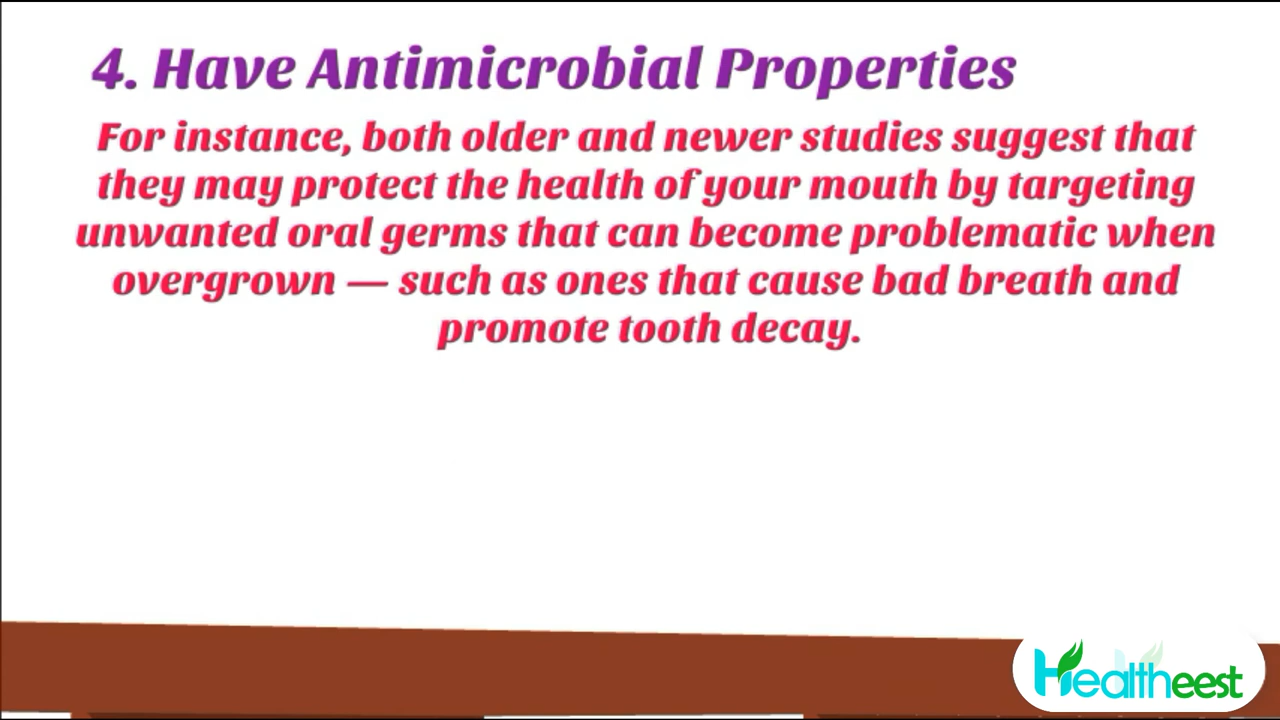 4. Have Antimicrobial Properties
For instance, both older and newer studies suggest that
they may protect the health of your mouth by targeting
unwanted oral germs that can become problematic when
overgrown — such as ones that cause bad breath and
promote tooth decay.
Healtheest